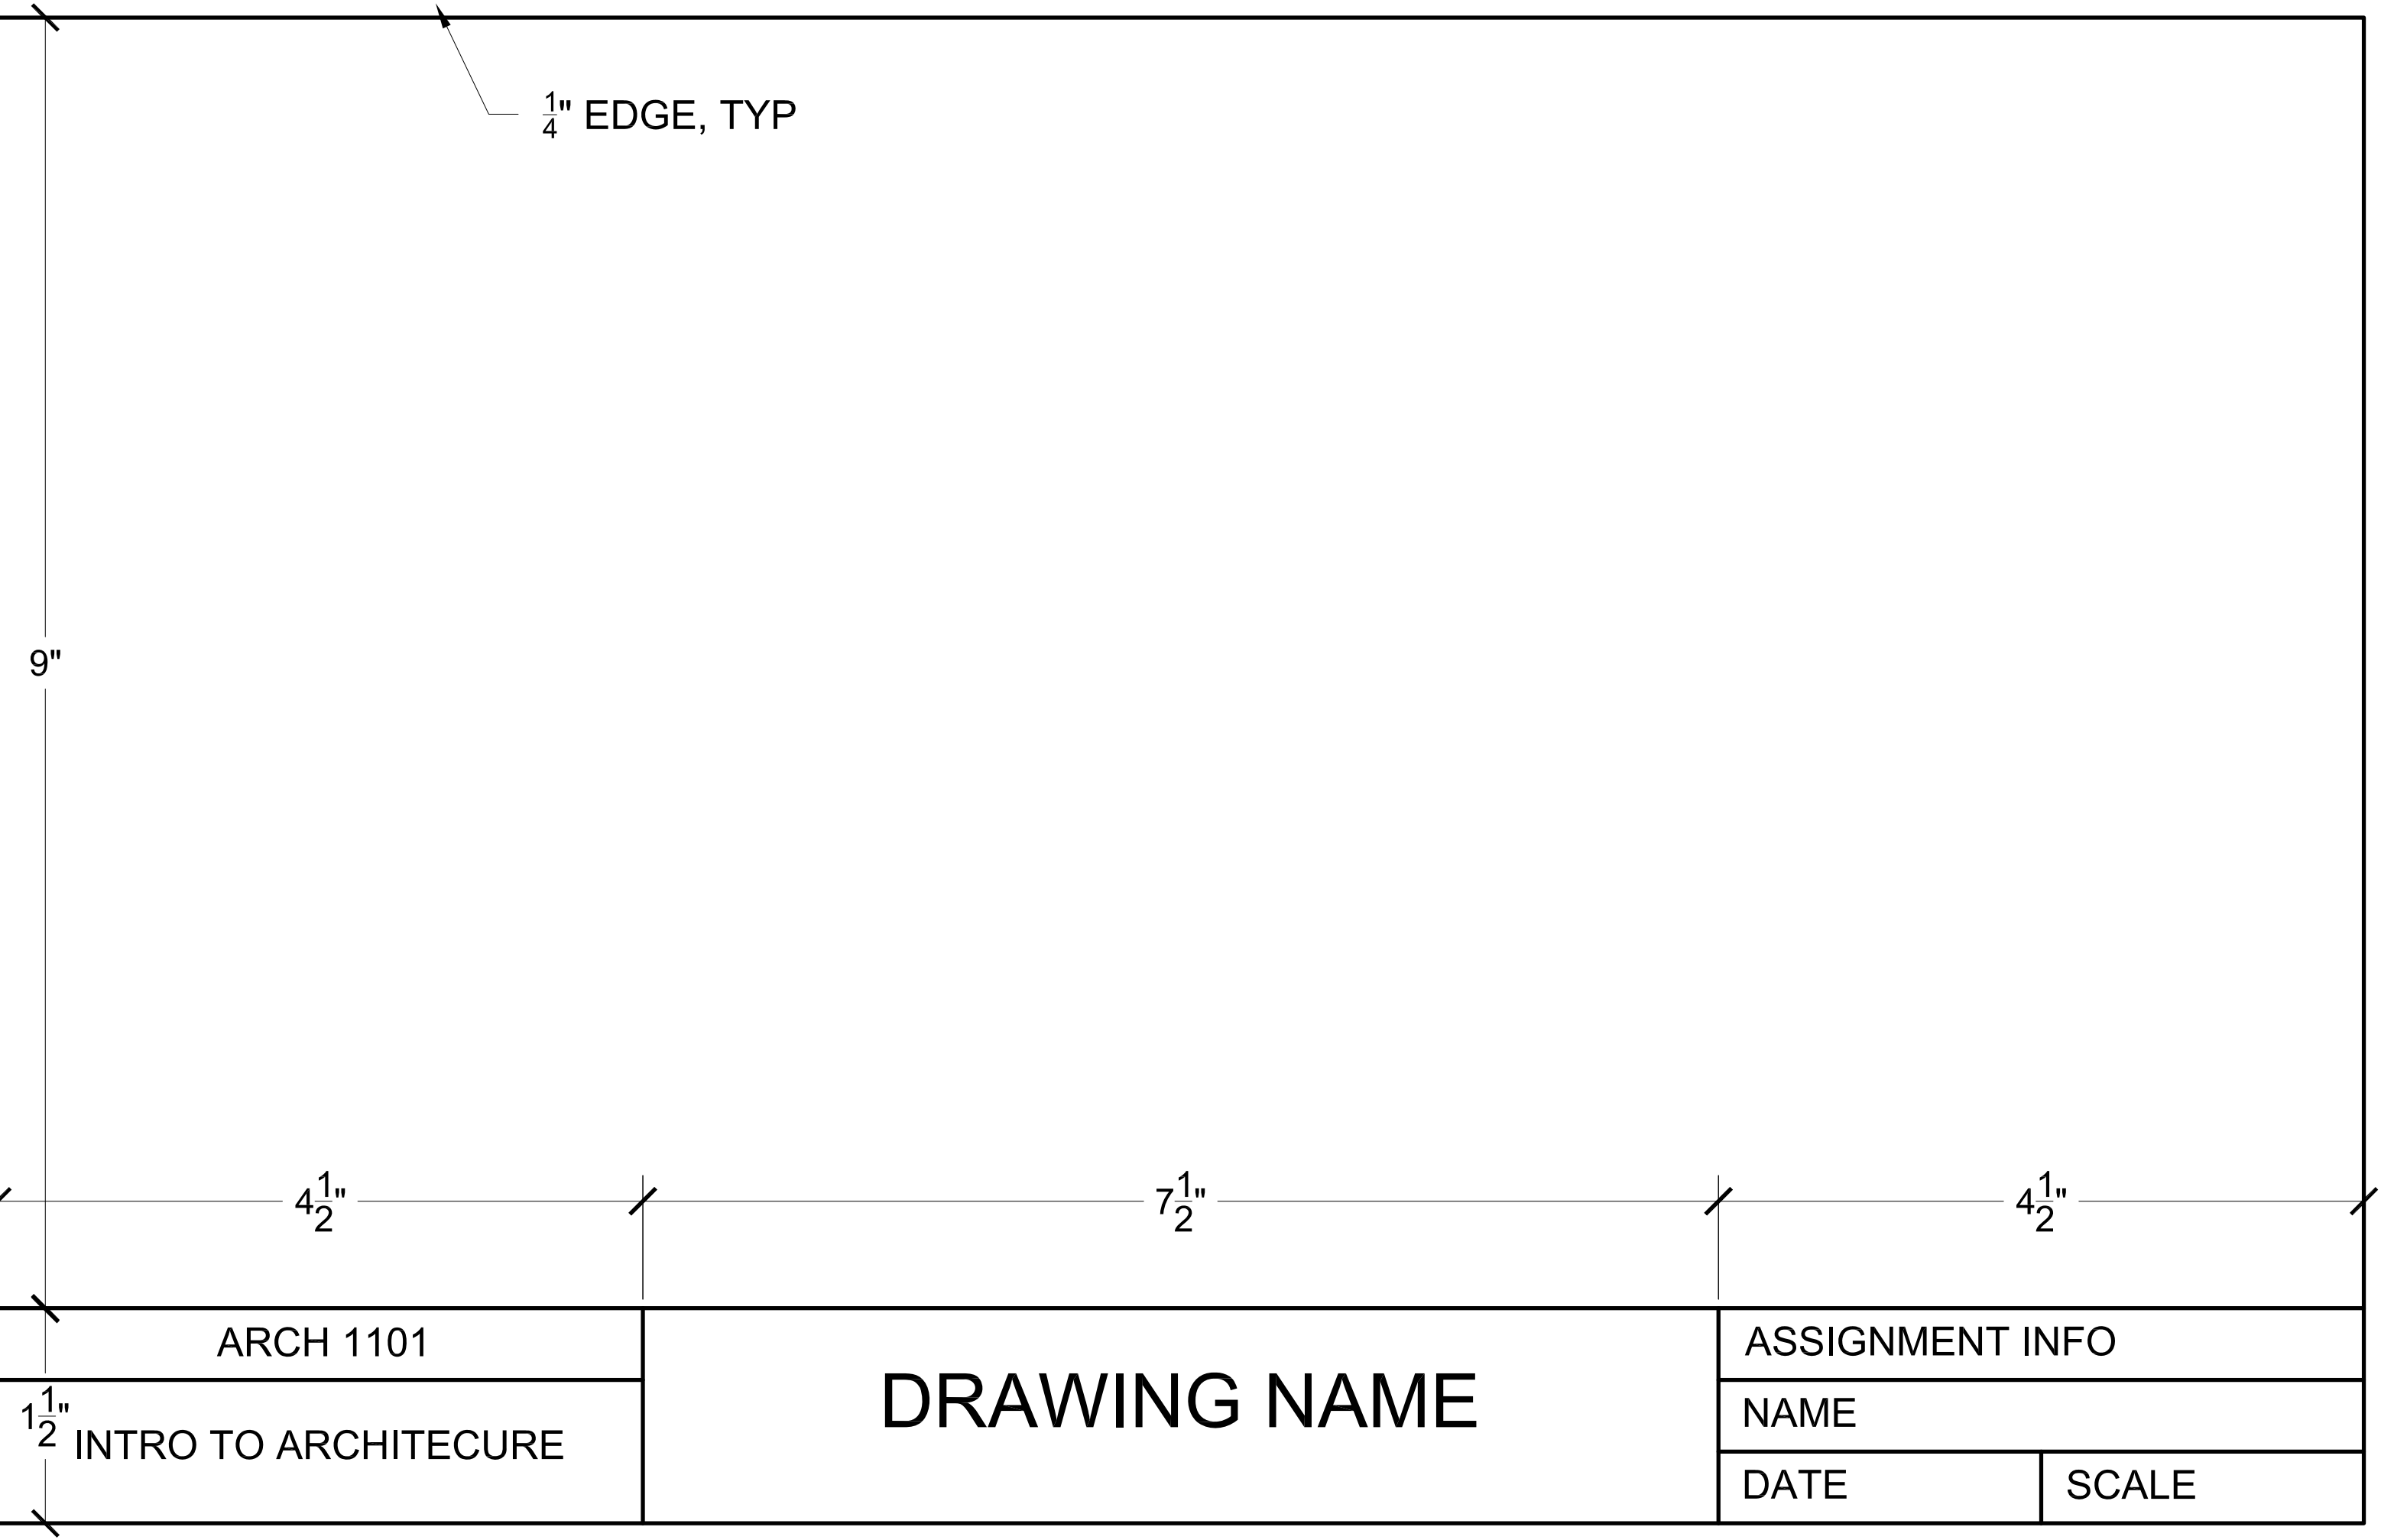 1/4" EDGE, TYP
9"
4 1/2"
7 1/2"
4 1/2"
ARCH 1101
1 1/2"
INTRO TO ARCHITECURE
DRAWING NAME
ASSIGNMENT INFO
NAME
DATE
SCALE